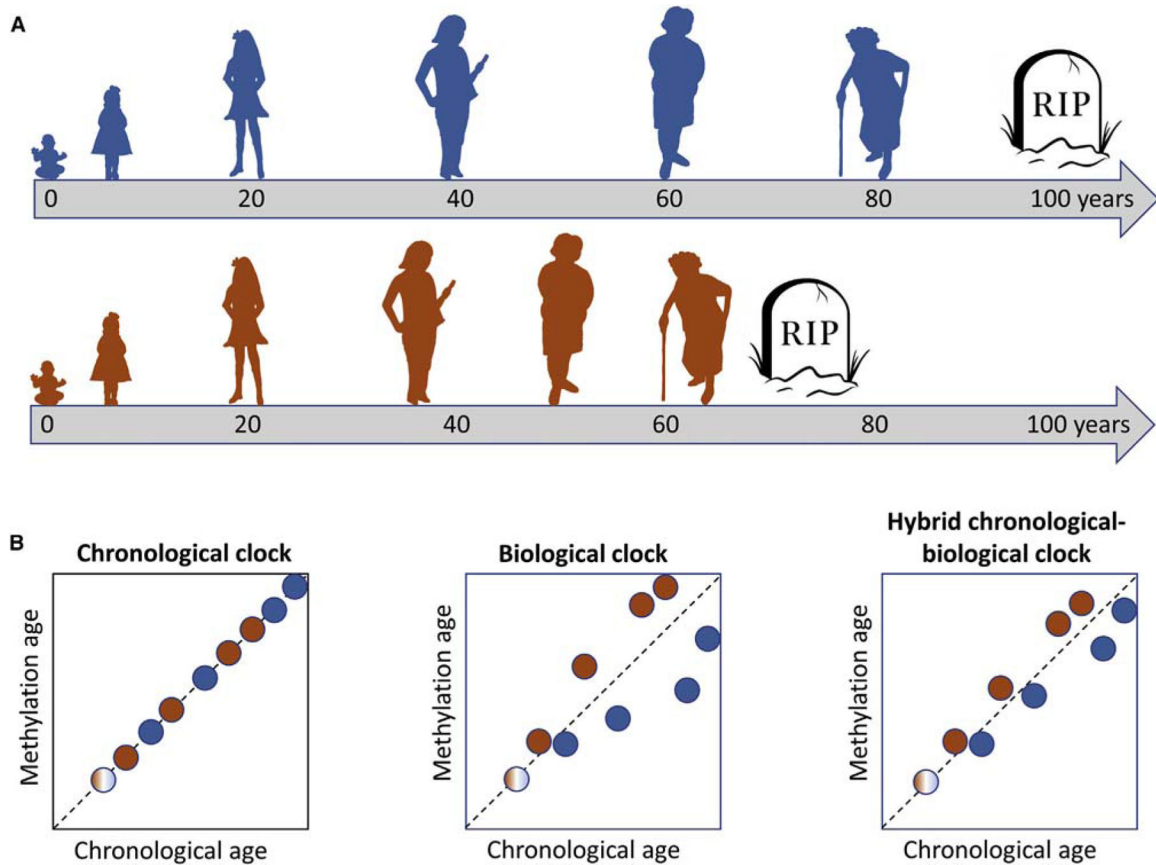 A
RIP
0 20 40 60 80 100 years
RIP
0 20 40 60 80 100 years
B
Chronological clock
Biological clock
Hybrid chronological-
biological clock
Methylation age
Methylation age
Methylation age
Chronological age
Chronological age
Chronological age